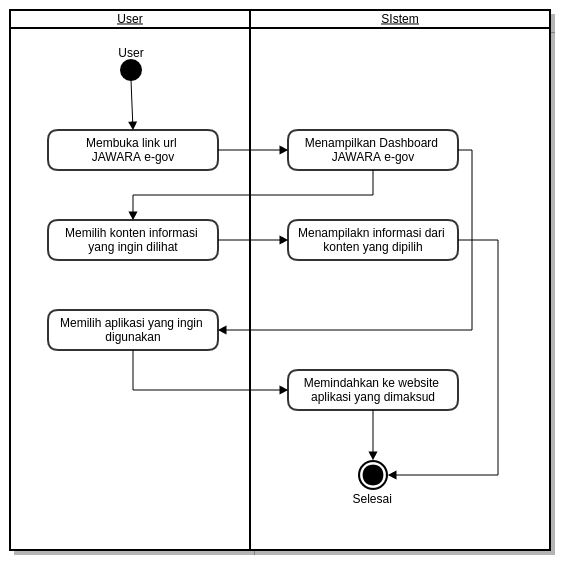 User
SIstem
User
Membuka link url
JAWARA e-gov
Menampilkan Dashboard
JAWARA e-gov
Memilih konten informasi
yang ingin dilihat
Menampilakn informasi dari
konten yang dipilih
Memilih aplikasi yang ingin
digunakan
Memindahkan ke website
aplikasi yang dimaksud
Selesai